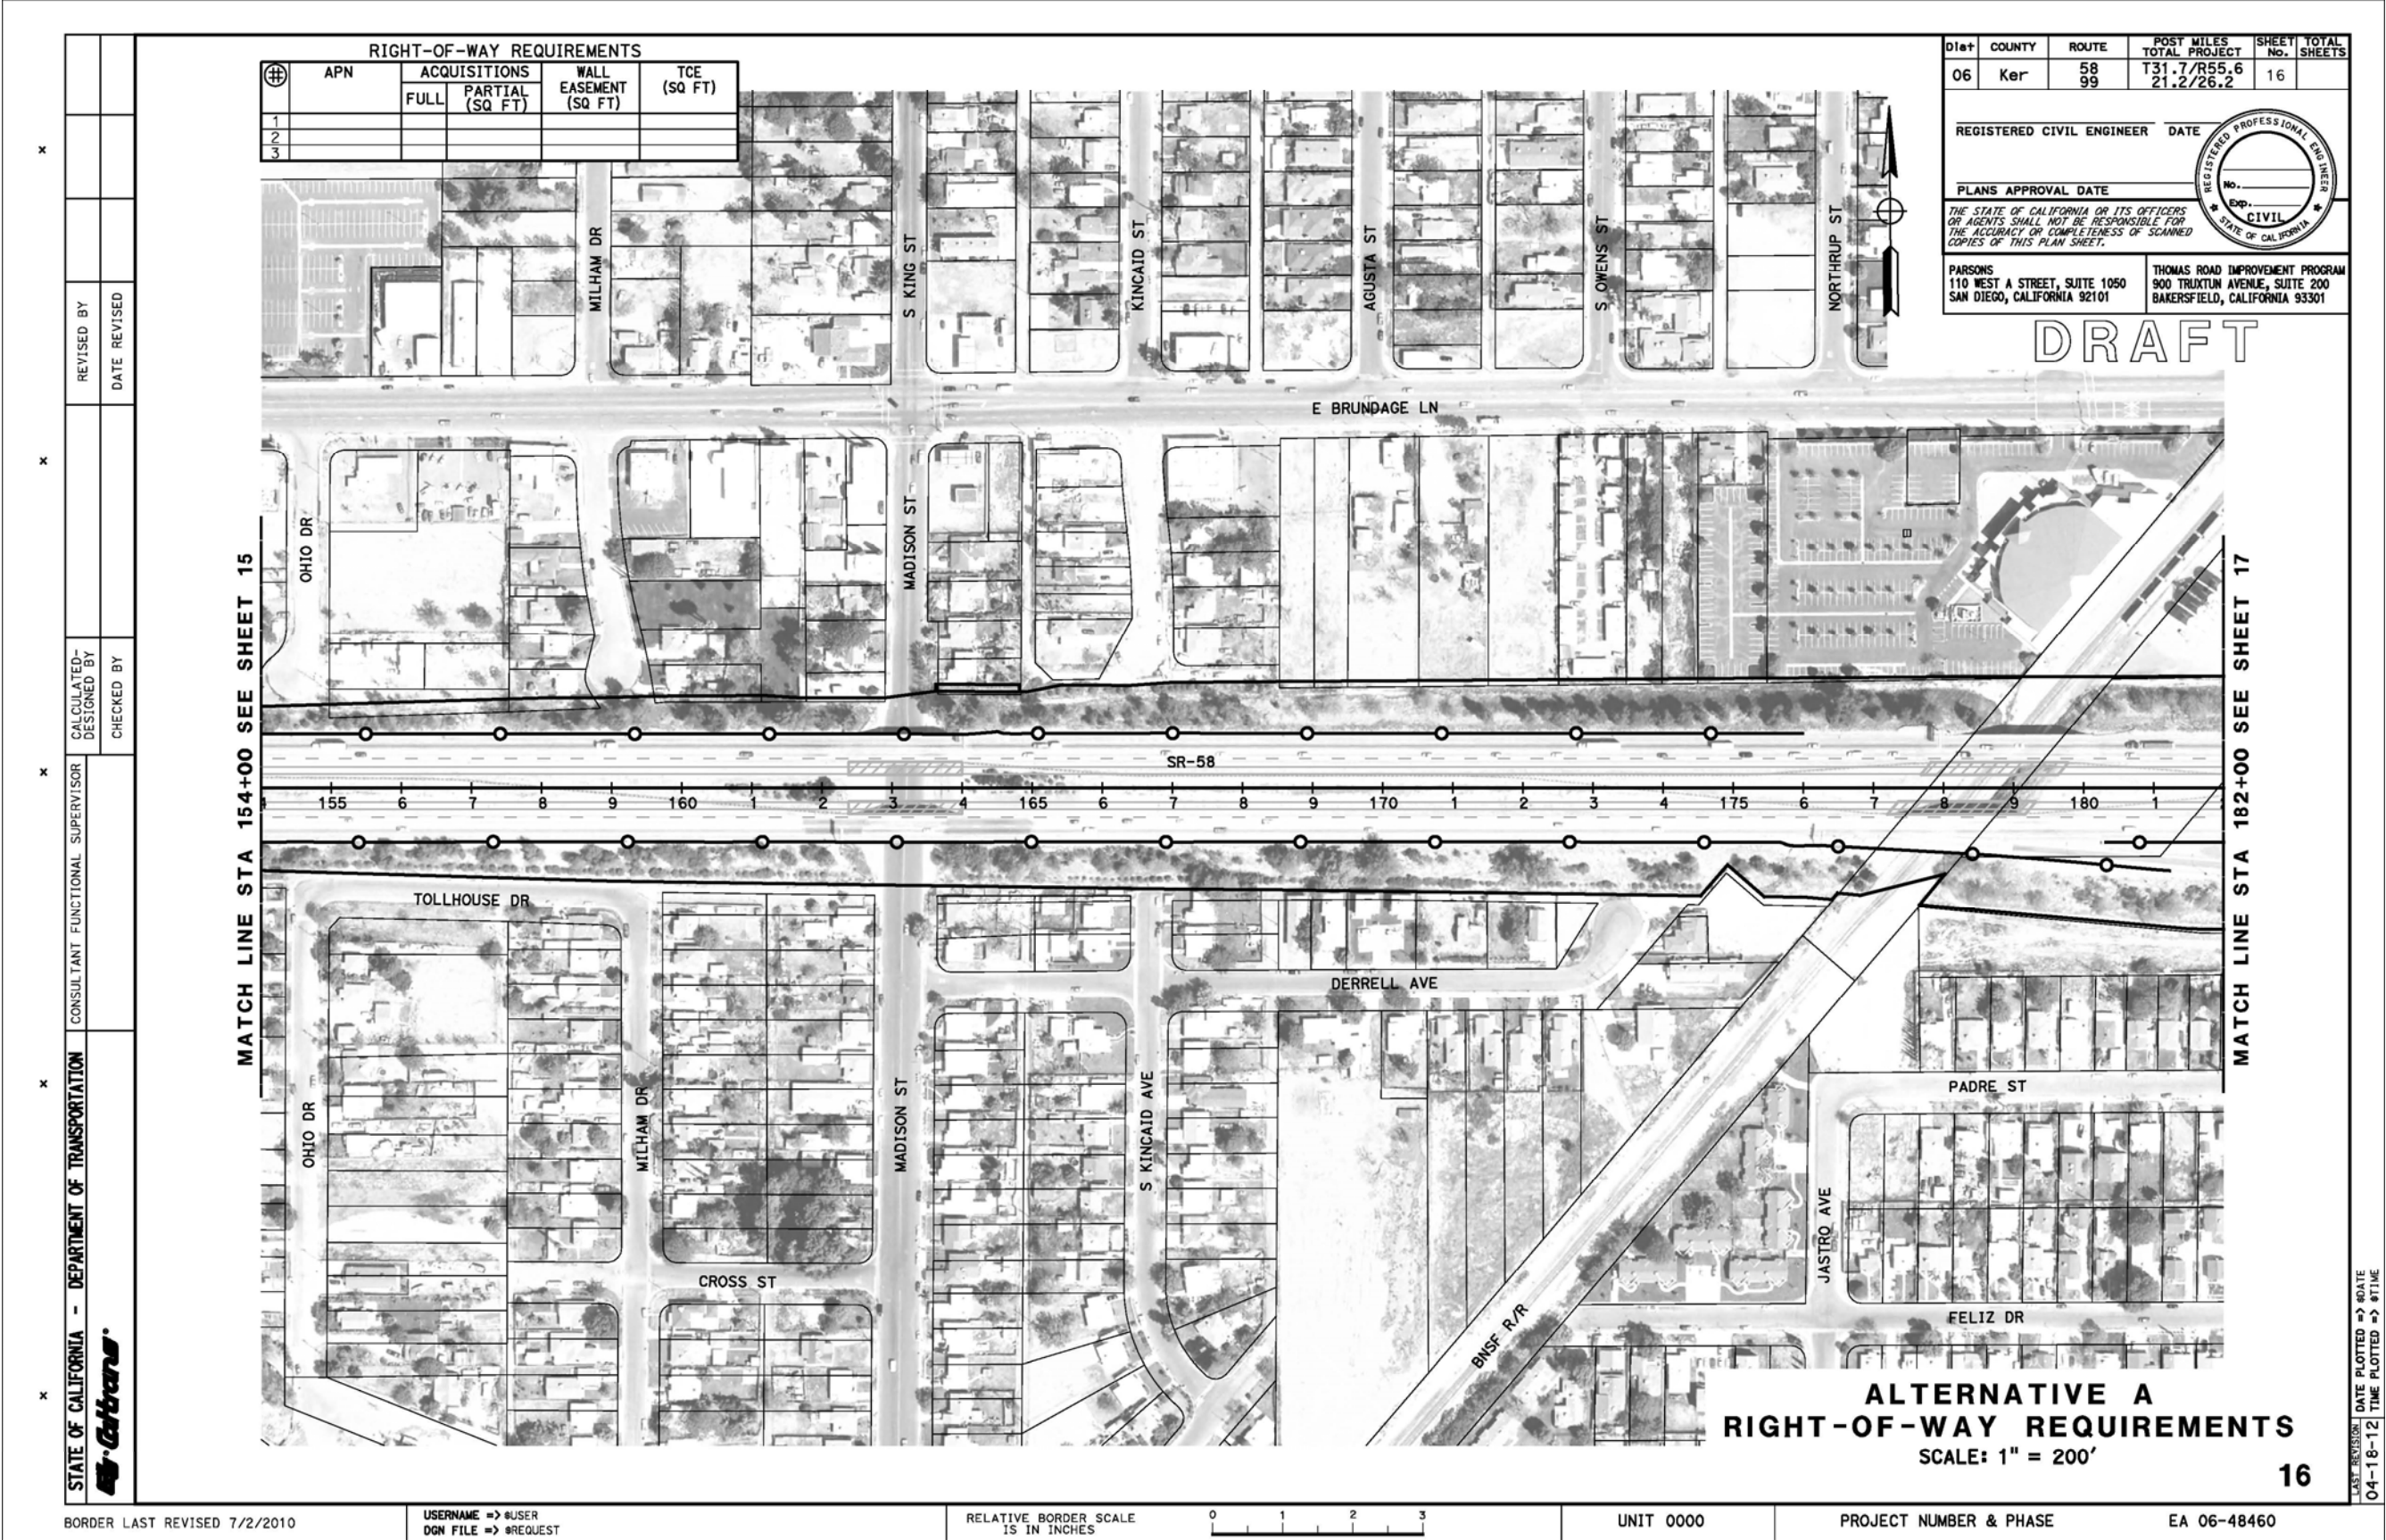 RIGHT-OF-WAY REQUIREMENTS
#
APN
ACQUISITIONS
FULL
PARTIAL
(SQ FT)
WALL
EASEMENT
(SQ FT)
TCE
(SQ FT)
1
2
3
Dist
COUNTY
ROUTE
POST MILES
TOTAL PROJECT
SHEET
No.
TOTAL
SHEETS
06
Ker
58
99
T31.7/R55.6
21.2/26.2
16
REGISTERED CIVIL ENGINEER DATE
PLANS APPROVAL DATE
REGISTERED PROFESSIONAL ENGINEER
No.
Exp.
CIVIL
STATE OF CALIFORNIA
THE STATE OF CALIFORNIA OR ITS OFFICERS
OR AGENTS SHALL NOT BE RESPONSIBLE FOR
THE ACCURACY OR COMPLETENESS OF SCANNED
COPIES OF THIS PLAN SHEET.
PARSONS
110 WEST A STREET, SUITE 1050
SAN DIEGO, CALIFORNIA 92101
THOMAS ROAD IMPROVEMENT PROGRAM
900 TRUXTUN AVENUE, SUITE 200
BAKERSFIELD, CALIFORNIA 93301
DRAFT
MILHAM DR
S KING ST
KINCAID ST
AGUSTA ST
S OWENS ST
NORTHRUP ST
E BRUNDAGE LN
OHIO DR
MADISON ST
MATCH LINE STA 154+00 SEE SHEET 15
MATCH LINE STA 182+00 SEE SHEET 17
SR-58
4 155 6 7 8 9 160 1 2 3 4 165 6 7 8 9 170 1 2 3 4 175 6 7 8 9 180 1
TOLLHOUSE DR
DERRELL AVE
OHIO DR
MILHAM DR
MADISON ST
S KINCAID AVE
PADRE ST
JASTRO AVE
CROSS ST
FELIZ DR
BNSF R/R
ALTERNATIVE A
RIGHT-OF-WAY REQUIREMENTS
SCALE: 1" = 200'
16
REVISED BY
DATE REVISED
CALCULATED-
DESIGNED BY
CHECKED BY
CONSULTANT FUNCTIONAL SUPERVISOR
STATE OF CALIFORNIA - DEPARTMENT OF TRANSPORTATION
Caltrans
LAST REVISION
04-18-12
DATE PLOTTED => $DATE
TIME PLOTTED => $TIME
BORDER LAST REVISED 7/2/2010
USERNAME => $USER
DGN FILE => $REQUEST
RELATIVE BORDER SCALE
IS IN INCHES
0 1 2 3
UNIT 0000
PROJECT NUMBER & PHASE
EA 06-48460